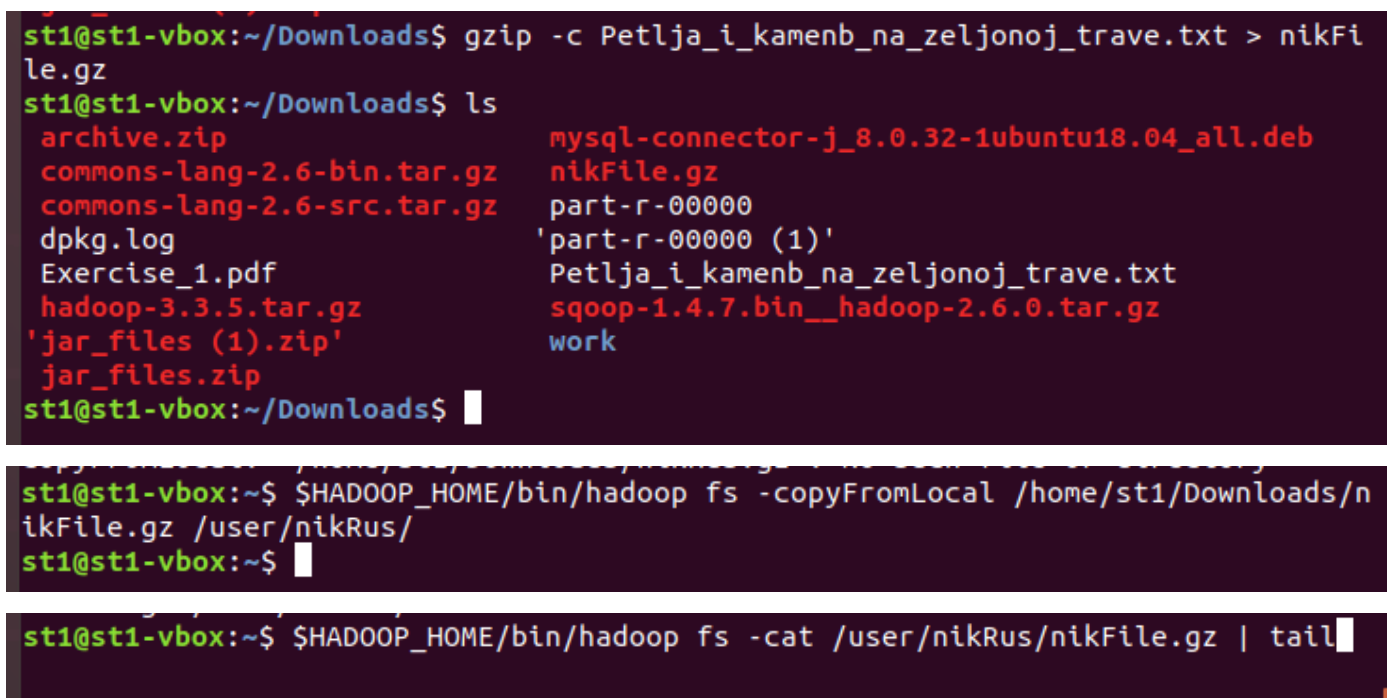 st1@st1-vbox:~/Downloads$ gzip -c Petlja_i_kamenb_na_zeljonoj_trave.txt > nikFi
le.gz
st1@st1-vbox:~/Downloads$ ls
archive.zip mysql-connector-j_8.0.32-1ubuntu18.04_all.deb
commons-lang-2.6-bin.tar.gz nikFile.gz
commons-lang-2.6-src.tar.gz part-r-00000
dpkg.log 'part-r-00000 (1)'
Exercise_1.pdf Petlja_i_kamenb_na_zeljonoj_trave.txt
hadoop-3.3.5.tar.gz sqoop-1.4.7.bin__hadoop-2.6.0.tar.gz
'jar_files (1).zip' work
jar_files.zip
st1@st1-vbox:~/Downloads$
st1@st1-vbox:~$ $HADOOP_HOME/bin/hadoop fs -copyFromLocal /home/st1/Downloads/n
ikFile.gz /user/nikRus/
st1@st1-vbox:~$
st1@st1-vbox:~$ $HADOOP_HOME/bin/hadoop fs -cat /user/nikRus/nikFile.gz | tail